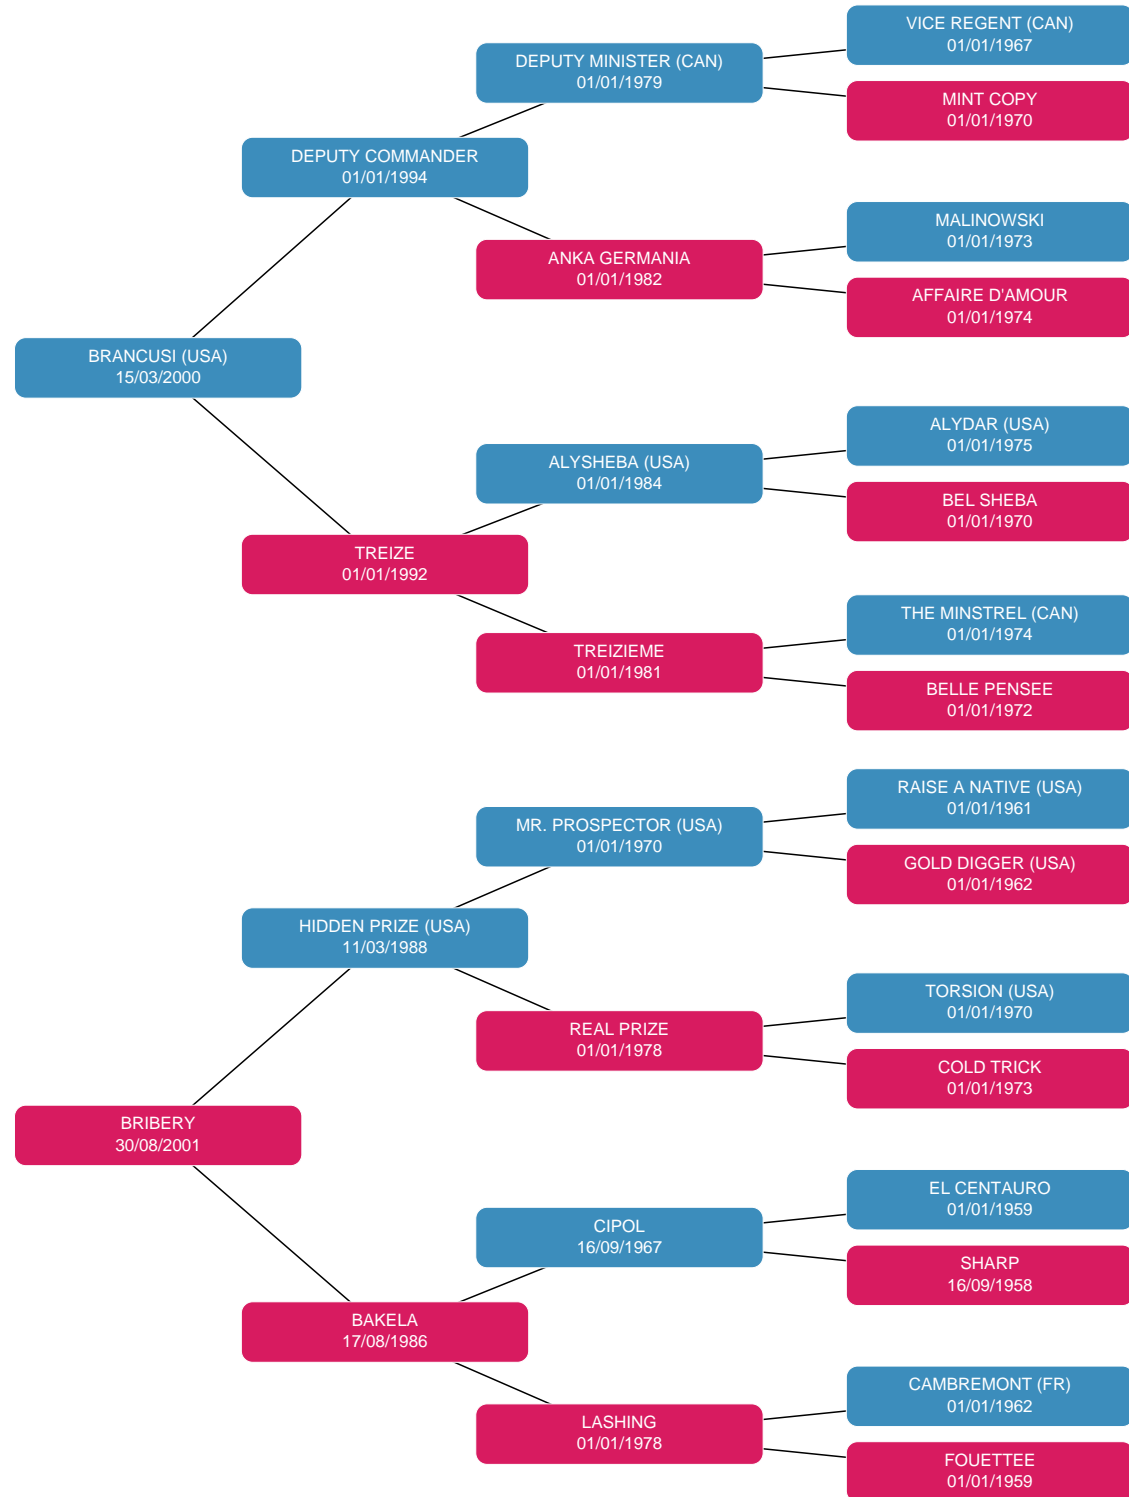 VICE REGENT (CAN)
01/01/1967
DEPUTY MINISTER (CAN)
01/01/1979
MINT COPY
01/01/1970
DEPUTY COMMANDER
01/01/1994
MALINOWSKI
01/01/1973
ANKA GERMANIA
01/01/1982
AFFAIRE D'AMOUR
01/01/1974
BRANCUSI (USA)
15/03/2000
ALYDAR (USA)
01/01/1975
ALYSHEBA (USA)
01/01/1984
BEL SHEBA
01/01/1970
TREIZE
01/01/1992
THE MINSTREL (CAN)
01/01/1974
TREIZIEME
01/01/1981
BELLE PENSEE
01/01/1972
RAISE A NATIVE (USA)
01/01/1961
MR. PROSPECTOR (USA)
01/01/1970
GOLD DIGGER (USA)
01/01/1962
HIDDEN PRIZE (USA)
11/03/1988
TORSION (USA)
01/01/1970
REAL PRIZE
01/01/1978
COLD TRICK
01/01/1973
BRIBERY
30/08/2001
EL CENTAURO
01/01/1959
CIPOL
16/09/1967
SHARP
16/09/1958
BAKELA
17/08/1986
CAMBREMONT (FR)
01/01/1962
LASHING
01/01/1978
FOUETTEE
01/01/1959